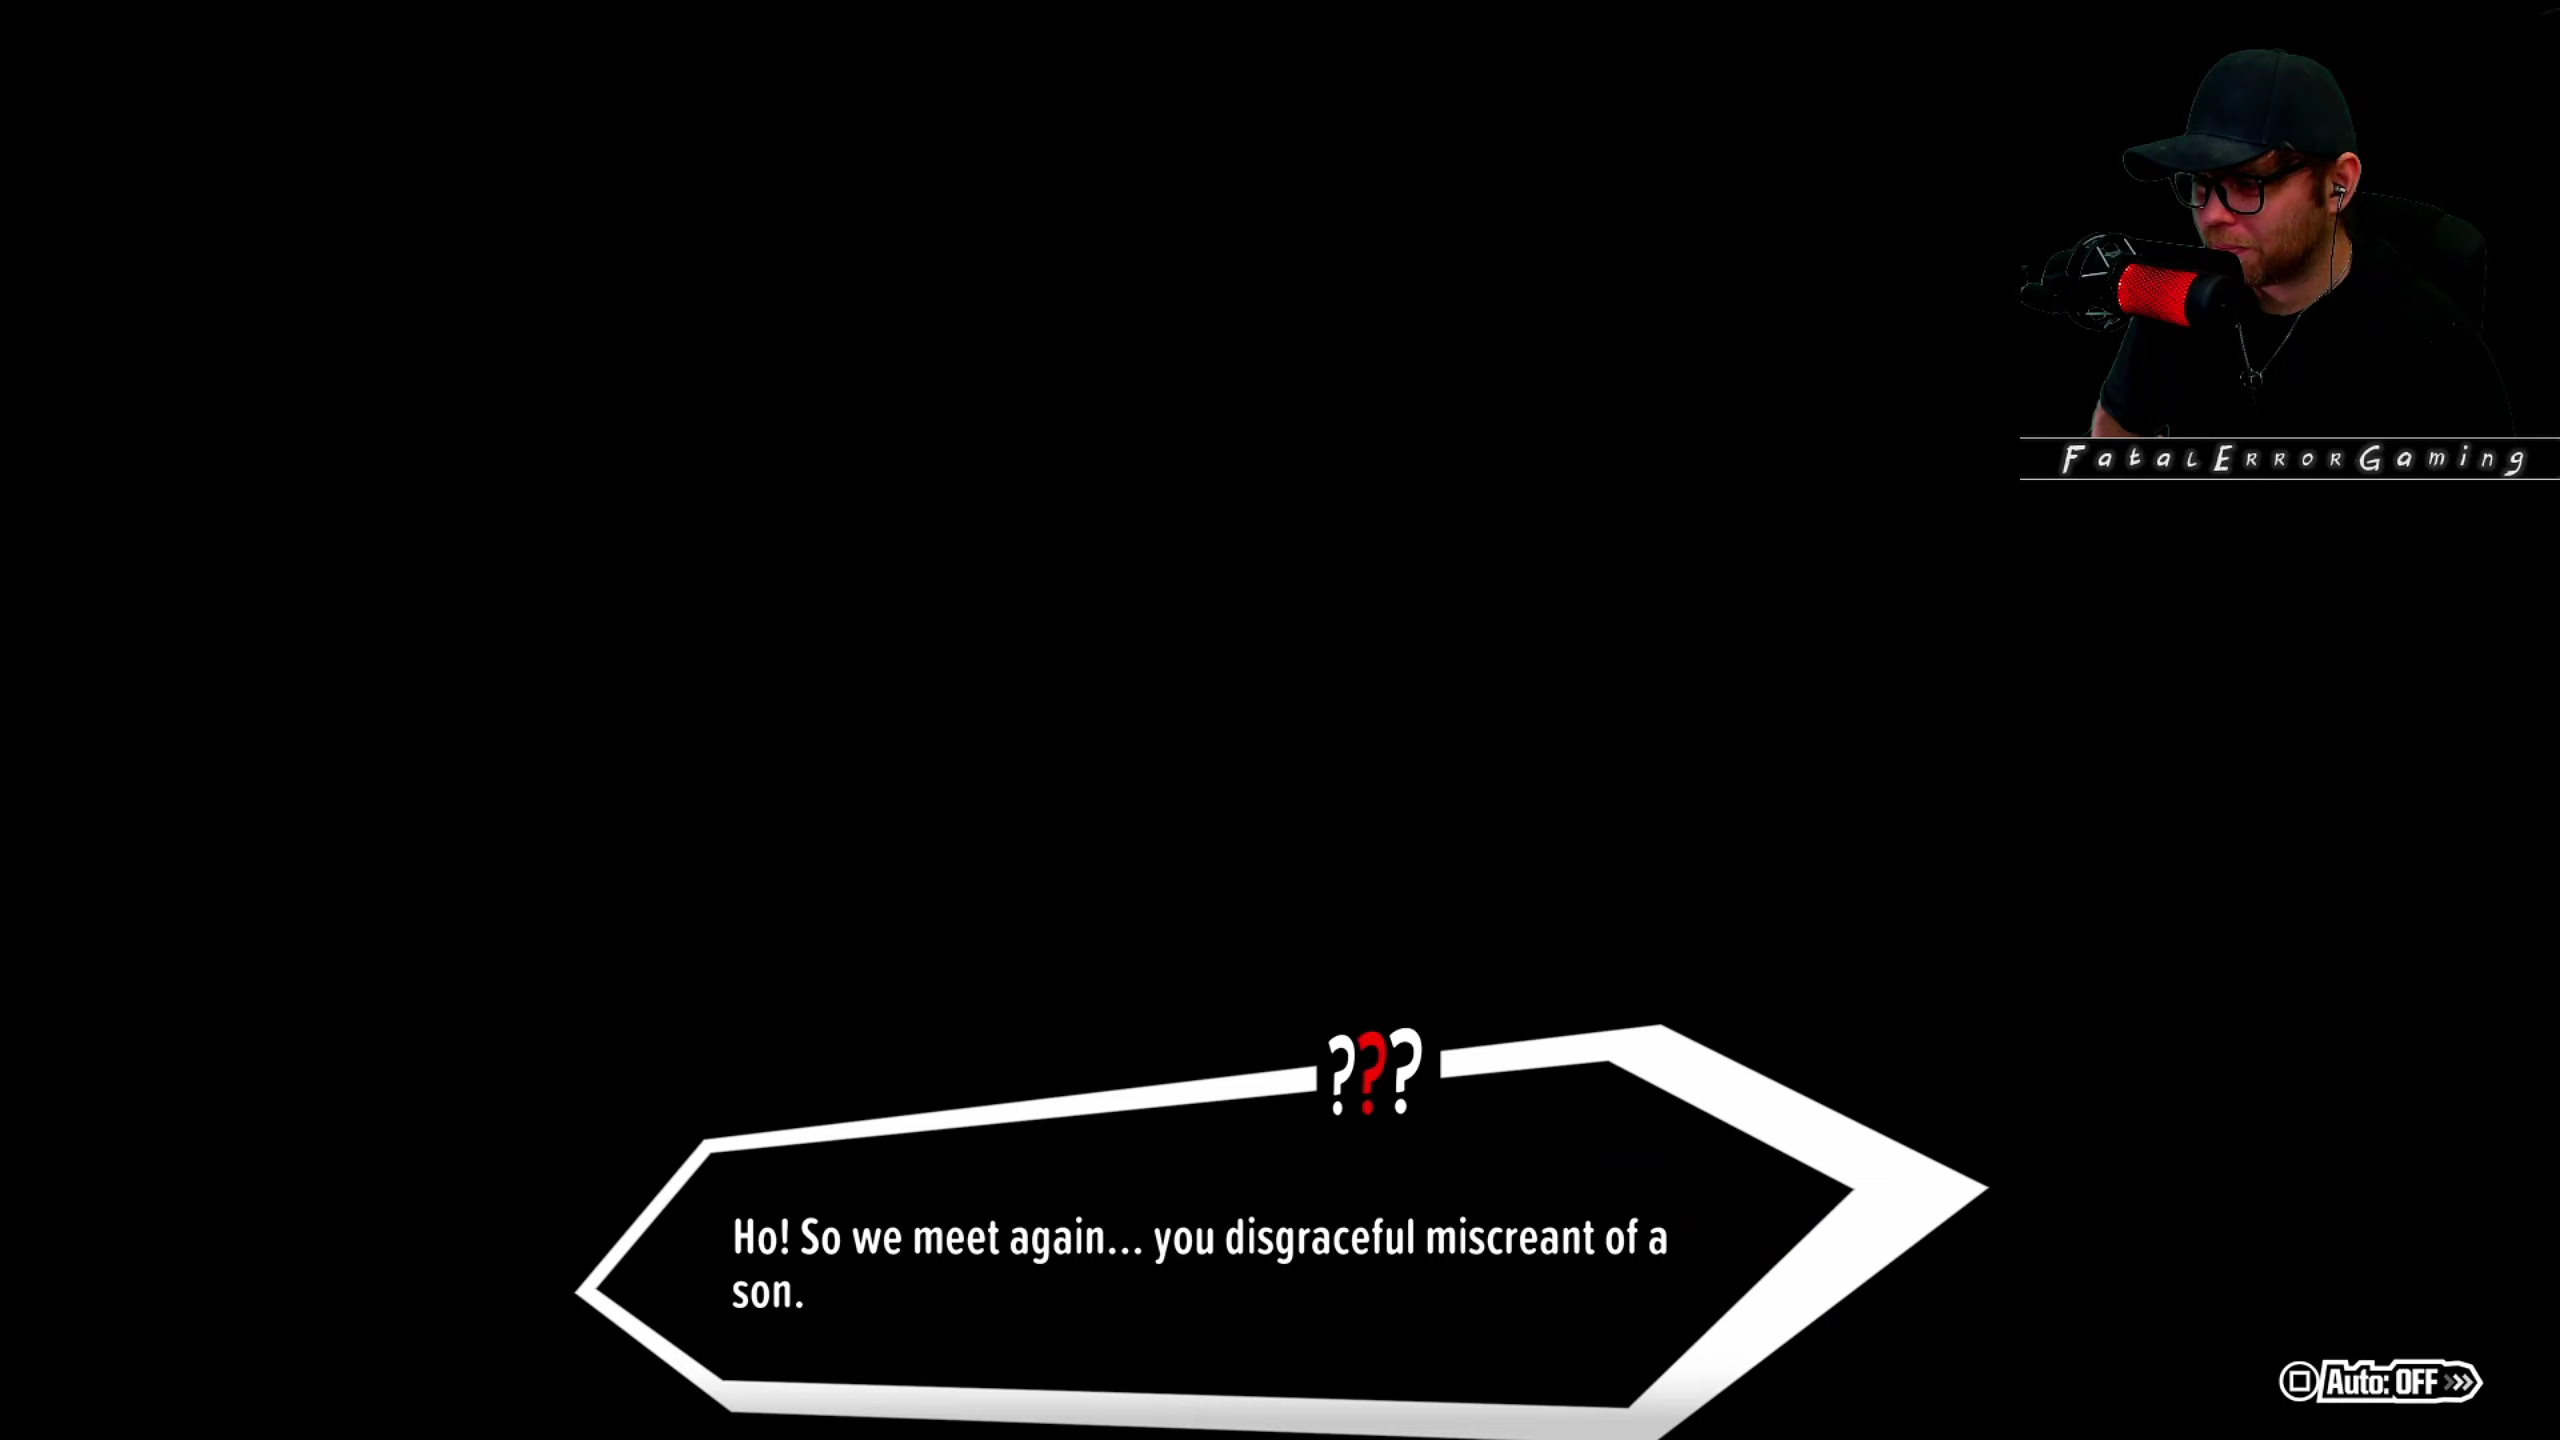 FatalErrorGaming
???
Ho! So we meet again... you disgraceful miscreant of a
son.
Auto: OFF